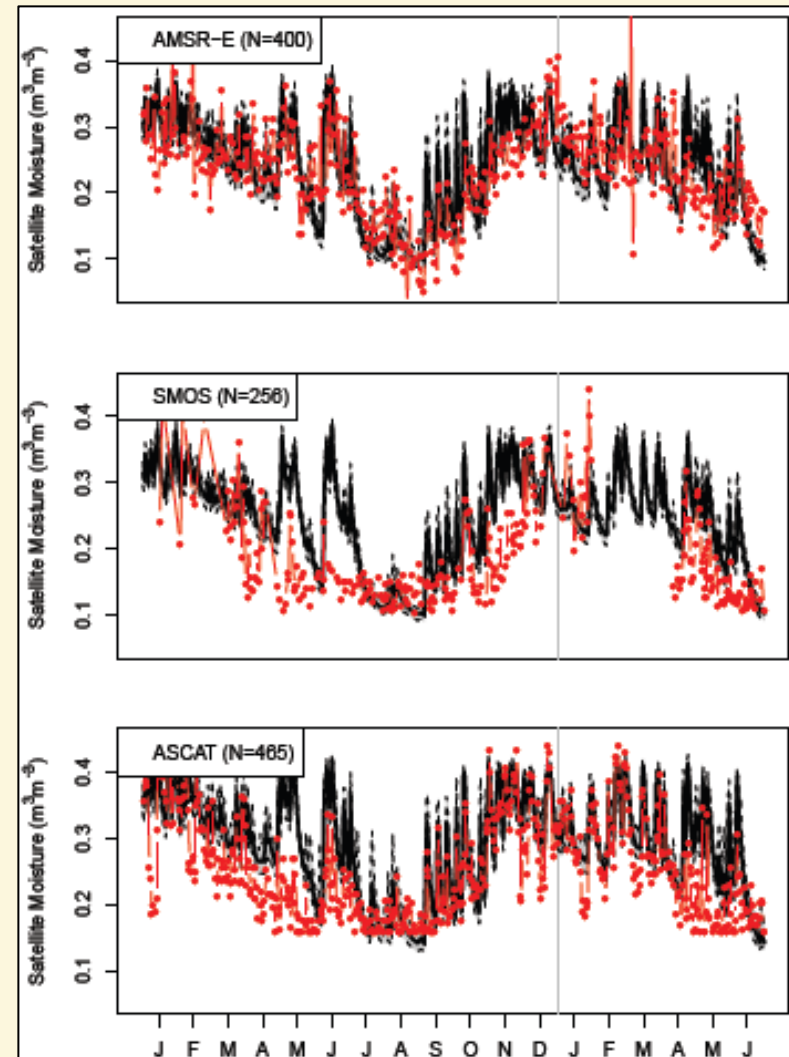 AMSR-E (N=400)
Satellite Moisture (m³m⁻³)
0.4
0.3
0.2
0.1
SMOS (N=256)
Satellite Moisture (m³m⁻³)
0.4
0.3
0.2
0.1
ASCAT (N=465)
Satellite Moisture (m³m⁻³)
0.4
0.3
0.2
0.1
J F M A M J J A S O N D J F M A M J